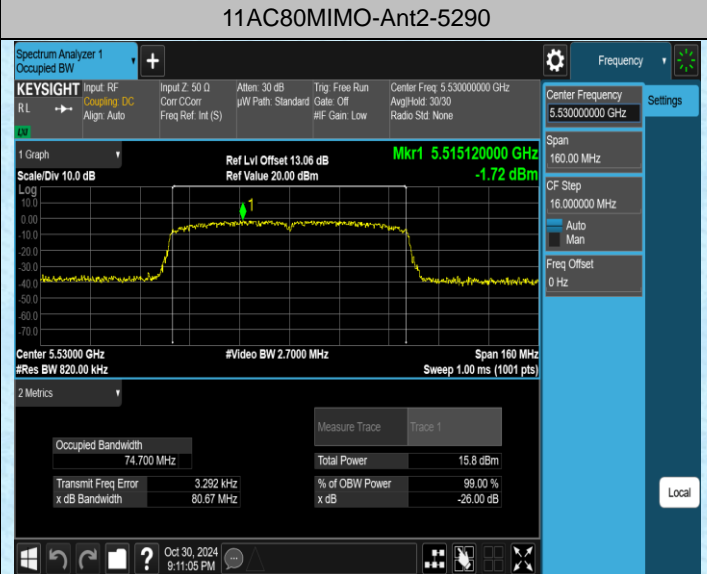 11AC80MIMO-Ant2-5290
Spectrum Analyzer 1
Occupied BW
Frequency
KEYSIGHT
RL
LXI
Input: RF
Coupling: DC
Align: Auto
Input Z: 50 Ω
Corr CCorr
Freq Ref: Int (S)
Atten: 30 dB
µW Path: Standard
Trig: Free Run
Gate: Off
#IF Gain: Low
Center Freq: 5.530000000 GHz
Avg|Hold: 30/30
Radio Std: None
Center Frequency
5.530000000 GHz
Settings
Span
160.00 MHz
CF Step
16.000000 MHz
Auto
Man
Freq Offset
0 Hz
Local
1 Graph
Scale/Div 10.0 dB
Ref Lvl Offset 13.06 dB
Ref Value 20.00 dBm
Mkr1 5.515120000 GHz
-1.72 dBm
Log
10.0
0.00
-10.0
-20.0
-30.0
-40.0
-50.0
-60.0
-70.0
1
Center 5.53000 GHz
#Res BW 820.00 kHz
#Video BW 2.7000 MHz
Span 160 MHz
Sweep 1.00 ms (1001 pts)
2 Metrics
Measure Trace Trace 1
Occupied Bandwidth
74.700 MHz
Total Power 15.8 dBm
Transmit Freq Error 3.292 kHz
% of OBW Power 99.00 %
x dB Bandwidth 80.67 MHz
x dB -26.00 dB
Oct 30, 2024
9:11:05 PM